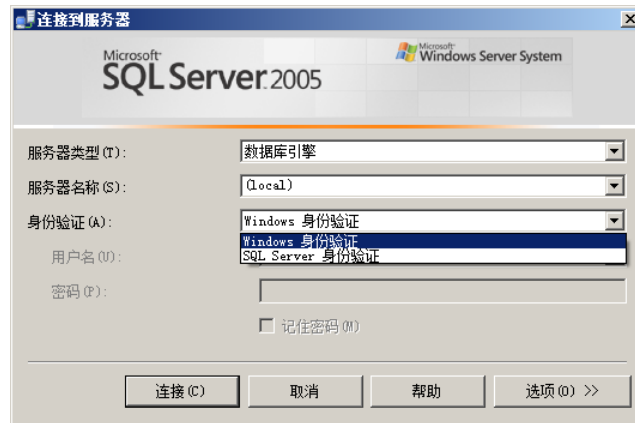 连接到服务器
Microsoft
SQL Server 2005
Microsoft
Windows Server System
服务器类型(T):
数据库引擎
服务器名称(S):
(local)
身份验证(A):
Windows 身份验证
Windows 身份验证
SQL Server 身份验证
用户名(U):
密码(P):
记住密码(M)
连接(C)
取消
帮助
选项(O) >>